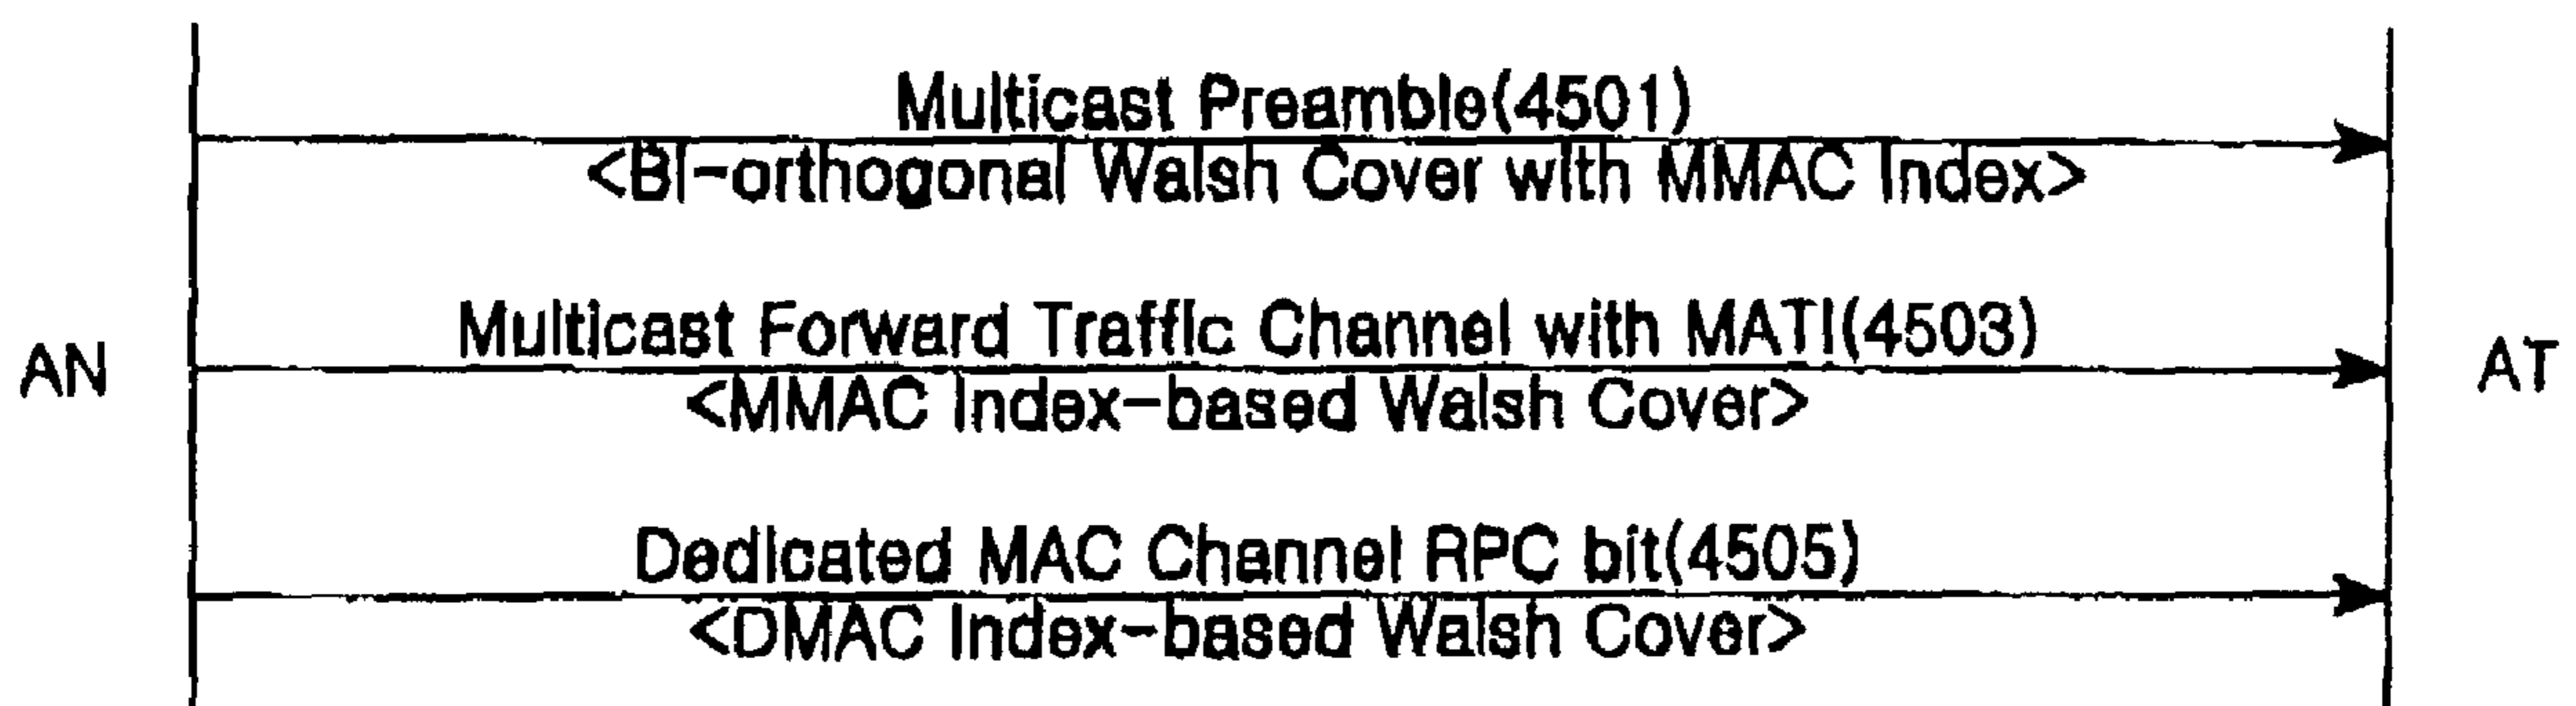 Multicast Preamble(4501)
<Bi-orthogonal Walsh Cover with MMAC Index>
Multicast Forward Traffic Channel with MATI(4503)
AN
AT
<MMAC Index-based Walsh Cover>
Dedicated MAC Channel RPC bit(4505)
<DMAC Index-based Walsh Cover>